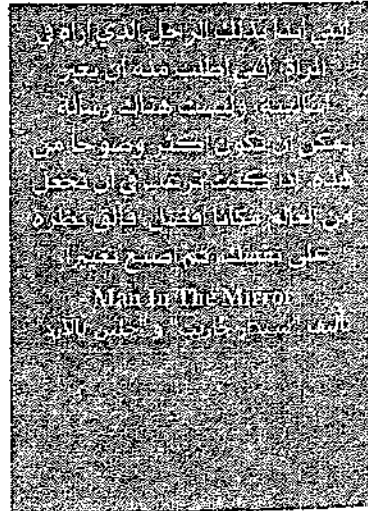 إنني أبدأ بذلك الرجل الذي أراه في
المرآة إنني أطلب منه أن يغير
أساليبه وليست هناك رسالة
يمكن أن تكون أكثر وضوحا من
هذه إذا كنت ترغب في أن تجعل
من العالم مكانا أفضل فألق نظرة
على نفسك ثم اصنع تغييرا
Man In The Mirror
تأليف "سيدا جاريت" و"جلين بالارد"